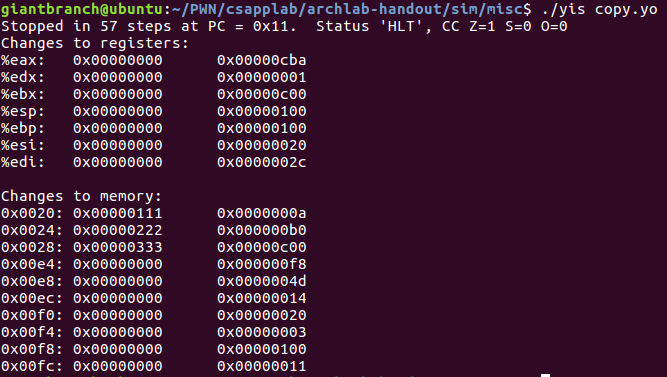 giantbranch@ubuntu:~/PWN/csapplab/archlab-handout/sim/misc$ ./yis copy.yo
Stopped in 57 steps at PC = 0x11.  Status 'HLT', CC Z=1 S=0 O=0
Changes to registers:
%eax:   0x00000000      0x00000cba
%edx:   0x00000000      0x00000001
%ebx:   0x00000000      0x00000c00
%esp:   0x00000000      0x00000100
%ebp:   0x00000000      0x00000100
%esi:   0x00000000      0x00000020
%edi:   0x00000000      0x0000002c

Changes to memory:
0x0020: 0x00000111      0x0000000a
0x0024: 0x00000222      0x000000b0
0x0028: 0x00000333      0x00000c00
0x00e4: 0x00000000      0x000000f8
0x00e8: 0x00000000      0x0000004d
0x00ec: 0x00000000      0x00000014
0x00f0: 0x00000000      0x00000020
0x00f4: 0x00000000      0x00000003
0x00f8: 0x00000000      0x00000100
0x00fc: 0x00000000      0x00000011